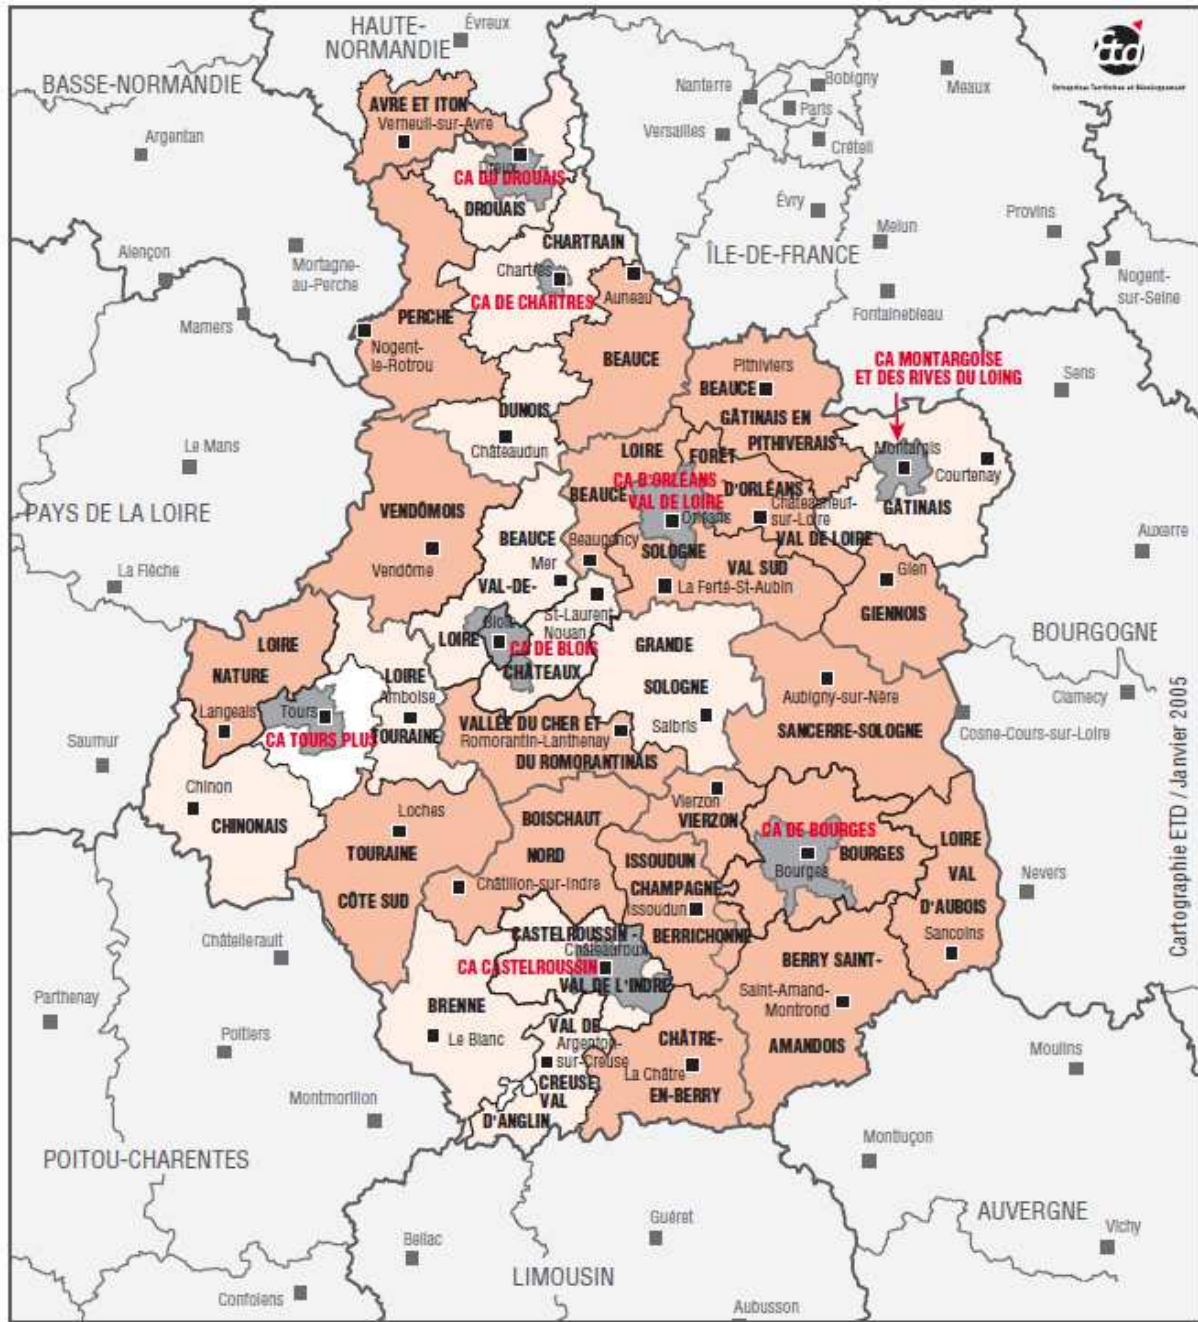 HAUTE-
NORMANDIE
Évreux
BASSE-NORMANDIE
Argentan
AVRE ET ITON
Verneuil-sur-Avre
Nanterre
Bobigny
Paris
Versailles
Créteil
Meaux
etd
Entreprises Territoires et Développement
Dreux
CA DU DROUAIS
DROUAIS
Évry
Melun
Provins
ÎLE-DE-FRANCE
Fontainebleau
Nogent-
sur-Seine
Alençon
Mortagne-
au-Perche
Mamers
CHARTRAIN
Chartres
CA DE CHARTRES
Auneau
PERCHE
Nogent-
le-Rotrou
BEAUCE
Pithiviers
BEAUCE
GÂTINAIS EN
PITHIVERAIS
CA MONTARGOISE
ET DES RIVES DU LOING
Sens
DUNOIS
Châteaudun
Le Mans
LOIRE
BEAUCE
FORÊT
D'ORLÉANS -
Châteauneuf-
sur-Loire
VAL DE LOIRE
Montargis
Courtenay
GÂTINAIS
CA D'ORLÉANS
VAL DE LOIRE
Orléans
PAYS DE LA LOIRE
VENDÔMOIS
Vendôme
La Flèche
BEAUCE
Mer
VAL-DE-
LOIRE
Beaugency
SOLOGNE
VAL SUD
La Ferté-St-Aubin
Auxerre
Gien
GIENNOIS
BOURGOGNE
St-Laurent-
Nouan
Blois
CA DE BLOIS
CHÂTEAUX
GRANDE
SOLOGNE
Salbris
LOIRE
NATURE
Langeais
Tours
CA TOURS PLUS
LOIRE
Amboise
TOURAINE
VALLÉE DU CHER ET
Romorantin-Lanthenay
DU ROMORANTINAIS
Aubigny-sur-Nère
SANCERRE-SOLOGNE
Clamecy
Cosne-Cours-sur-Loire
Saumur
Chinon
CHINONAIS
Loches
TOURAINE
CÔTE SUD
BOISCHAUT
NORD
Châtillon-sur-Indre
Vierzon
VIERZON
CA DE BOURGES
BOURGES
Bourges
LOIRE
VAL
D'AUBOIS
Sancoins
Nevers
ISSOUDUN
CHAMPAGNE
Issoudun
BERRICHONNE
Châtellerault
CASTELROUSSIN -
Châteauroux
CA CASTELROUSSIN
VAL DE L'INDRE
BERRY SAINT-
Saint-Amand-
Montrond
AMANDOIS
Parthenay
Poitiers
BRENNE
Le Blanc
VAL DE
Argenton-
sur-Creuse
CREUSE
VAL
D'ANGLIN
CHÂTRE-
La Châtre
EN-BERRY
Moulins
Montmorillon
POITOU-CHARENTES
Montluçon
AUVERGNE
Vichy
Guéret
Bellac
LIMOUSIN
Confolens
Aubusson
Cartographie ETD / Janvier 2005